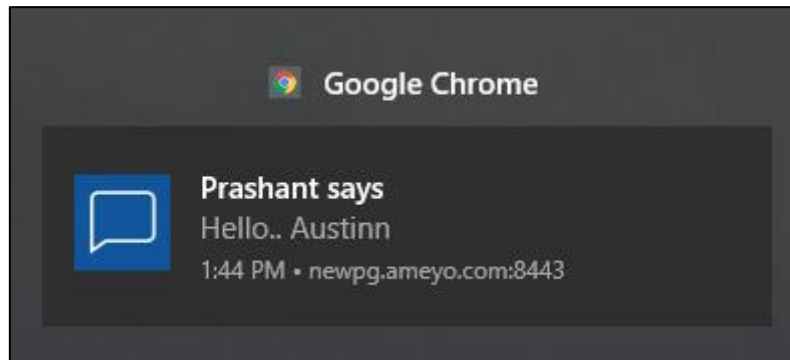 Google Chrome
Prashant says
Hello.. Austinn
1:44 PM • newpg.ameyo.com:8443